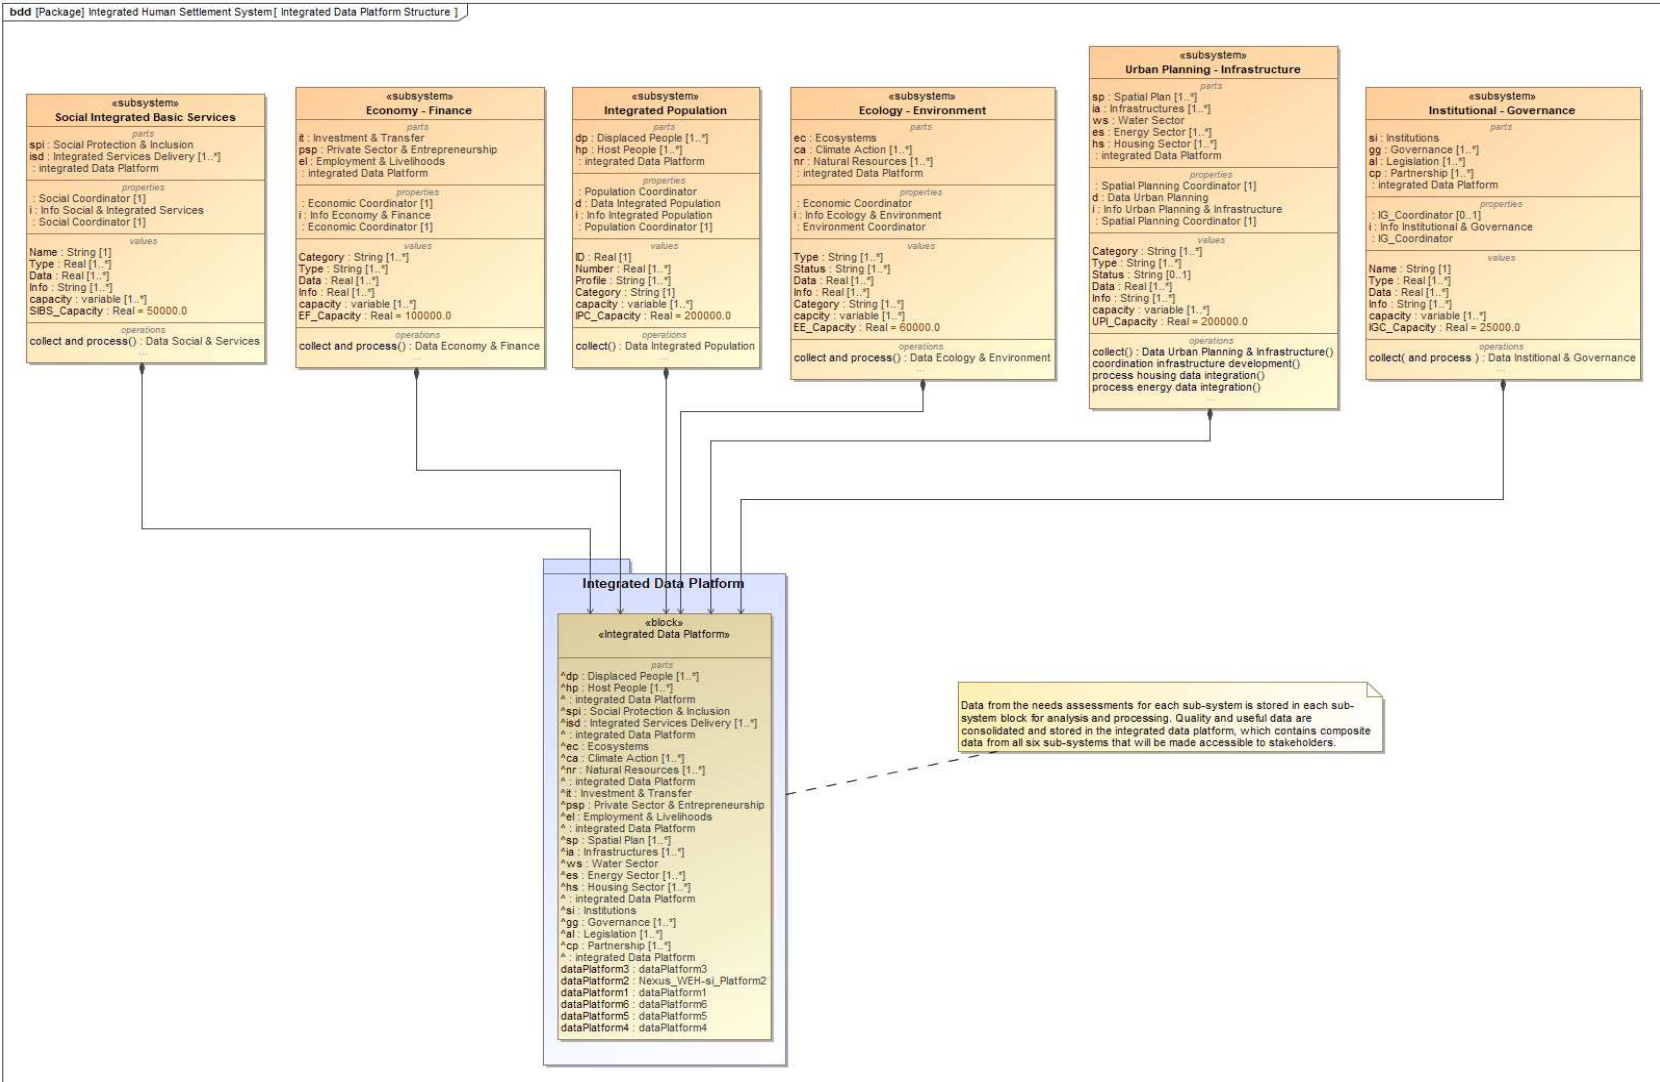 bdd [Package] Integrated Human Settlement System [ Integrated Data Platform Structure ]
«subsystem»
Social Integrated Basic Services
parts
spi : Social Protection & Inclusion
isd : Integrated Services Delivery [1..*]
: integrated Data Platform
properties
: Social Coordinator [1]
i : Info Social & Integrated Services
: Social Coordinator [1]
values
Name : String [1]
Type : Real [1..*]
Data : Real [1..*]
Info : String [1..*]
capacity : variable [1..*]
SIBS_Capacity : Real = 50000.0
operations
collect and process() : Data Social & Services
...
«subsystem»
Economy - Finance
parts
it : Investment & Transfer
psp : Private Sector & Entrepreneurship
el : Employment & Livelihoods
: integrated Data Platform
properties
: Economic Coordinator [1]
i : Info Economy & Finance
: Economic Coordinator [1]
values
Category : String [1..*]
Type : String [1..*]
Data : Real [1..*]
Info : Real [1..*]
capacity : variable [1..*]
EF_Capacity : Real = 100000.0
operations
collect and process() : Data Economy & Finance
...
«subsystem»
Integrated Population
parts
dp : Displaced People [1..*]
hp : Host People [1..*]
: integrated Data Platform
properties
: Population Coordinator
d : Data Integrated Population
i : Info Integrated Population
: Population Coordinator [1]
values
ID : Real [1]
Number : Real [1..*]
Profile : String [1..*]
Category : String [1]
capacity : variable [1..*]
IPC_Capacity : Real = 200000.0
operations
collect() : Data Integrated Population
...
«subsystem»
Ecology - Environment
parts
ec : Ecosystems
ca : Climate Action [1..*]
nr : Natural Resources [1..*]
: integrated Data Platform
properties
: Economic Coordinator
i : Info Ecology & Environment
: Environment Coordinator
values
Type : String [1..*]
Status : String [1..*]
Data : Real [1..*]
Info : Real [1..*]
Category : String [1..*]
capcity : variable [1..*]
EE_Capacity : Real = 60000.0
operations
collect and process() : Data Ecology & Environment
...
«subsystem»
Urban Planning - Infrastructure
parts
sp : Spatial Plan [1..*]
ia : Infrastructures [1..*]
ws : Water Sector
es : Energy Sector [1..*]
hs : Housing Sector [1..*]
: integrated Data Platform
properties
: Spatial Planning Coordinator [1]
d : Data Urban Planning
i : Info Urban Planning & Infrastructure
: Spatial Planning Coordinator [1]
values
Category : String [1..*]
Type : String [1..*]
Status : String [0..1]
Data : Real [1..*]
Info : String [1..*]
capacity : variable [1..*]
UPI_Capacity : Real = 200000.0
operations
collect() : Data Urban Planning & Infrastructure()
coordination infrastructure development()
process housing data integration()
process energy data integration()
...
«subsystem»
Institutional - Governance
parts
si : Institutions
gg : Governance [1..*]
al : Legislation [1..*]
cp : Partnership [1..*]
: integrated Data Platform
properties
: IG_Coordinator [0..1]
i : Info Institutional & Governance
: IG_Coordinator
values
Name : String [1]
Type : Real [1..*]
Data : Real [1..*]
Info : String [1..*]
capacity : variable [1..*]
IGC_Capacity : Real = 25000.0
operations
collect( and process ) : Data Institional & Governance
...
Integrated Data Platform
«block»
«Integrated Data Platform»
parts
^dp : Displaced People [1..*]
^hp : Host People [1..*]
^ : integrated Data Platform
^spi : Social Protection & Inclusion
^isd : Integrated Services Delivery [1..*]
^ : integrated Data Platform
^ec : Ecosystems
^ca : Climate Action [1..*]
^nr : Natural Resources [1..*]
^ : integrated Data Platform
^it : Investment & Transfer
^psp : Private Sector & Entrepreneurship
^el : Employment & Livelihoods
^ : integrated Data Platform
^sp : Spatial Plan [1..*]
^ia : Infrastructures [1..*]
^ws : Water Sector
^es : Energy Sector [1..*]
^hs : Housing Sector [1..*]
^ : integrated Data Platform
^si : Institutions
^gg : Governance [1..*]
^al : Legislation [1..*]
^cp : Partnership [1..*]
^ : integrated Data Platform
dataPlatform3 : dataPlatform3
dataPlatform2 : Nexus_WEH-si_Platform2
dataPlatform1 : dataPlatform1
dataPlatform6 : dataPlatform6
dataPlatform5 : dataPlatform5
dataPlatform4 : dataPlatform4
Data from the needs assessments for each sub-system is stored in each sub-
system block for analysis and processing. Quality and useful data are
consolidated and stored in the integrated data platform, which contains composite
data from all six sub-systems that will be made accessible to stakeholders.